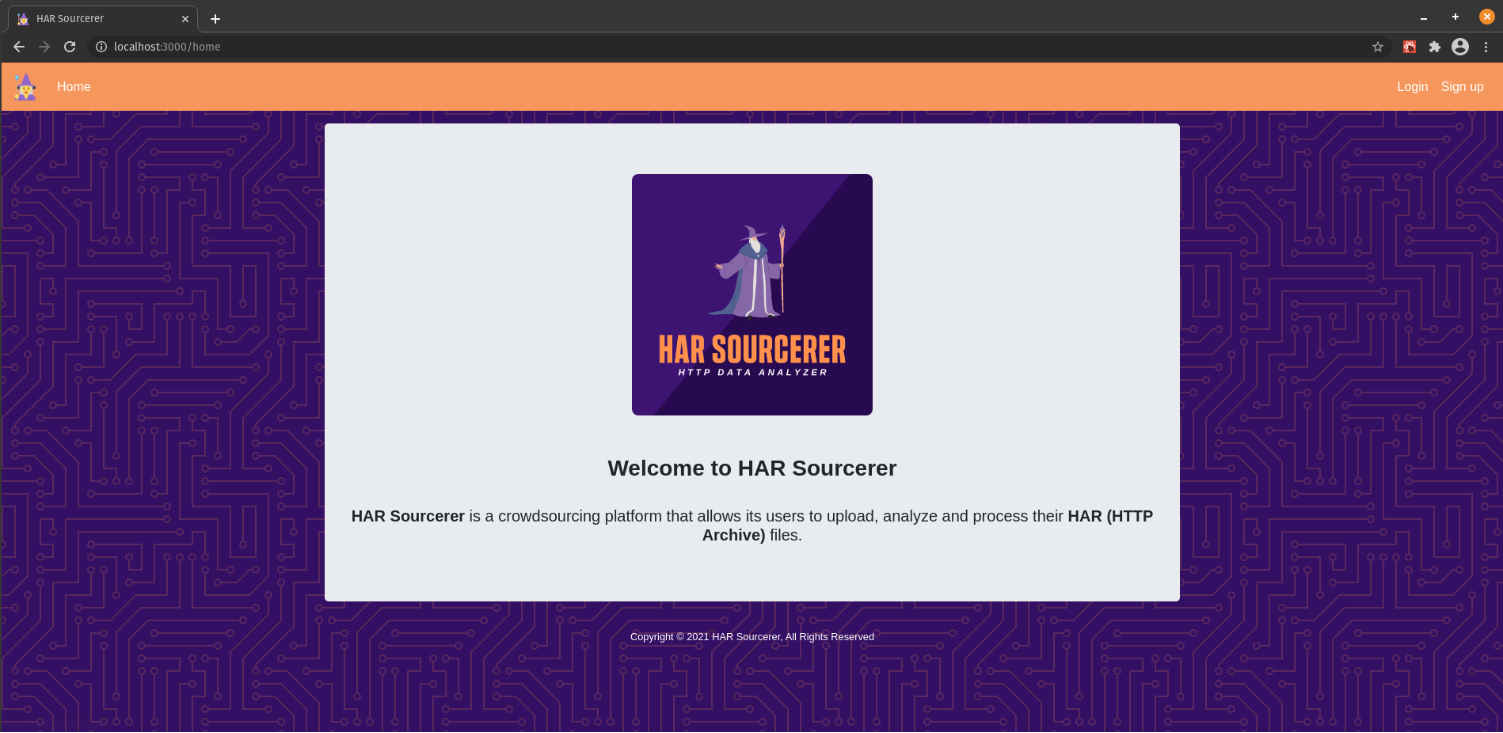 HAR Sourcerer
localhost:3000/home
Home
Login
Sign up
HAR SOURCERER
HTTP DATA ANALYZER
Welcome to HAR Sourcerer
HAR Sourcerer is a crowdsourcing platform that allows its users to upload, analyze and process their HAR (HTTP
Archive) files.
Copyright © 2021 HAR Sourcerer, All Rights Reserved